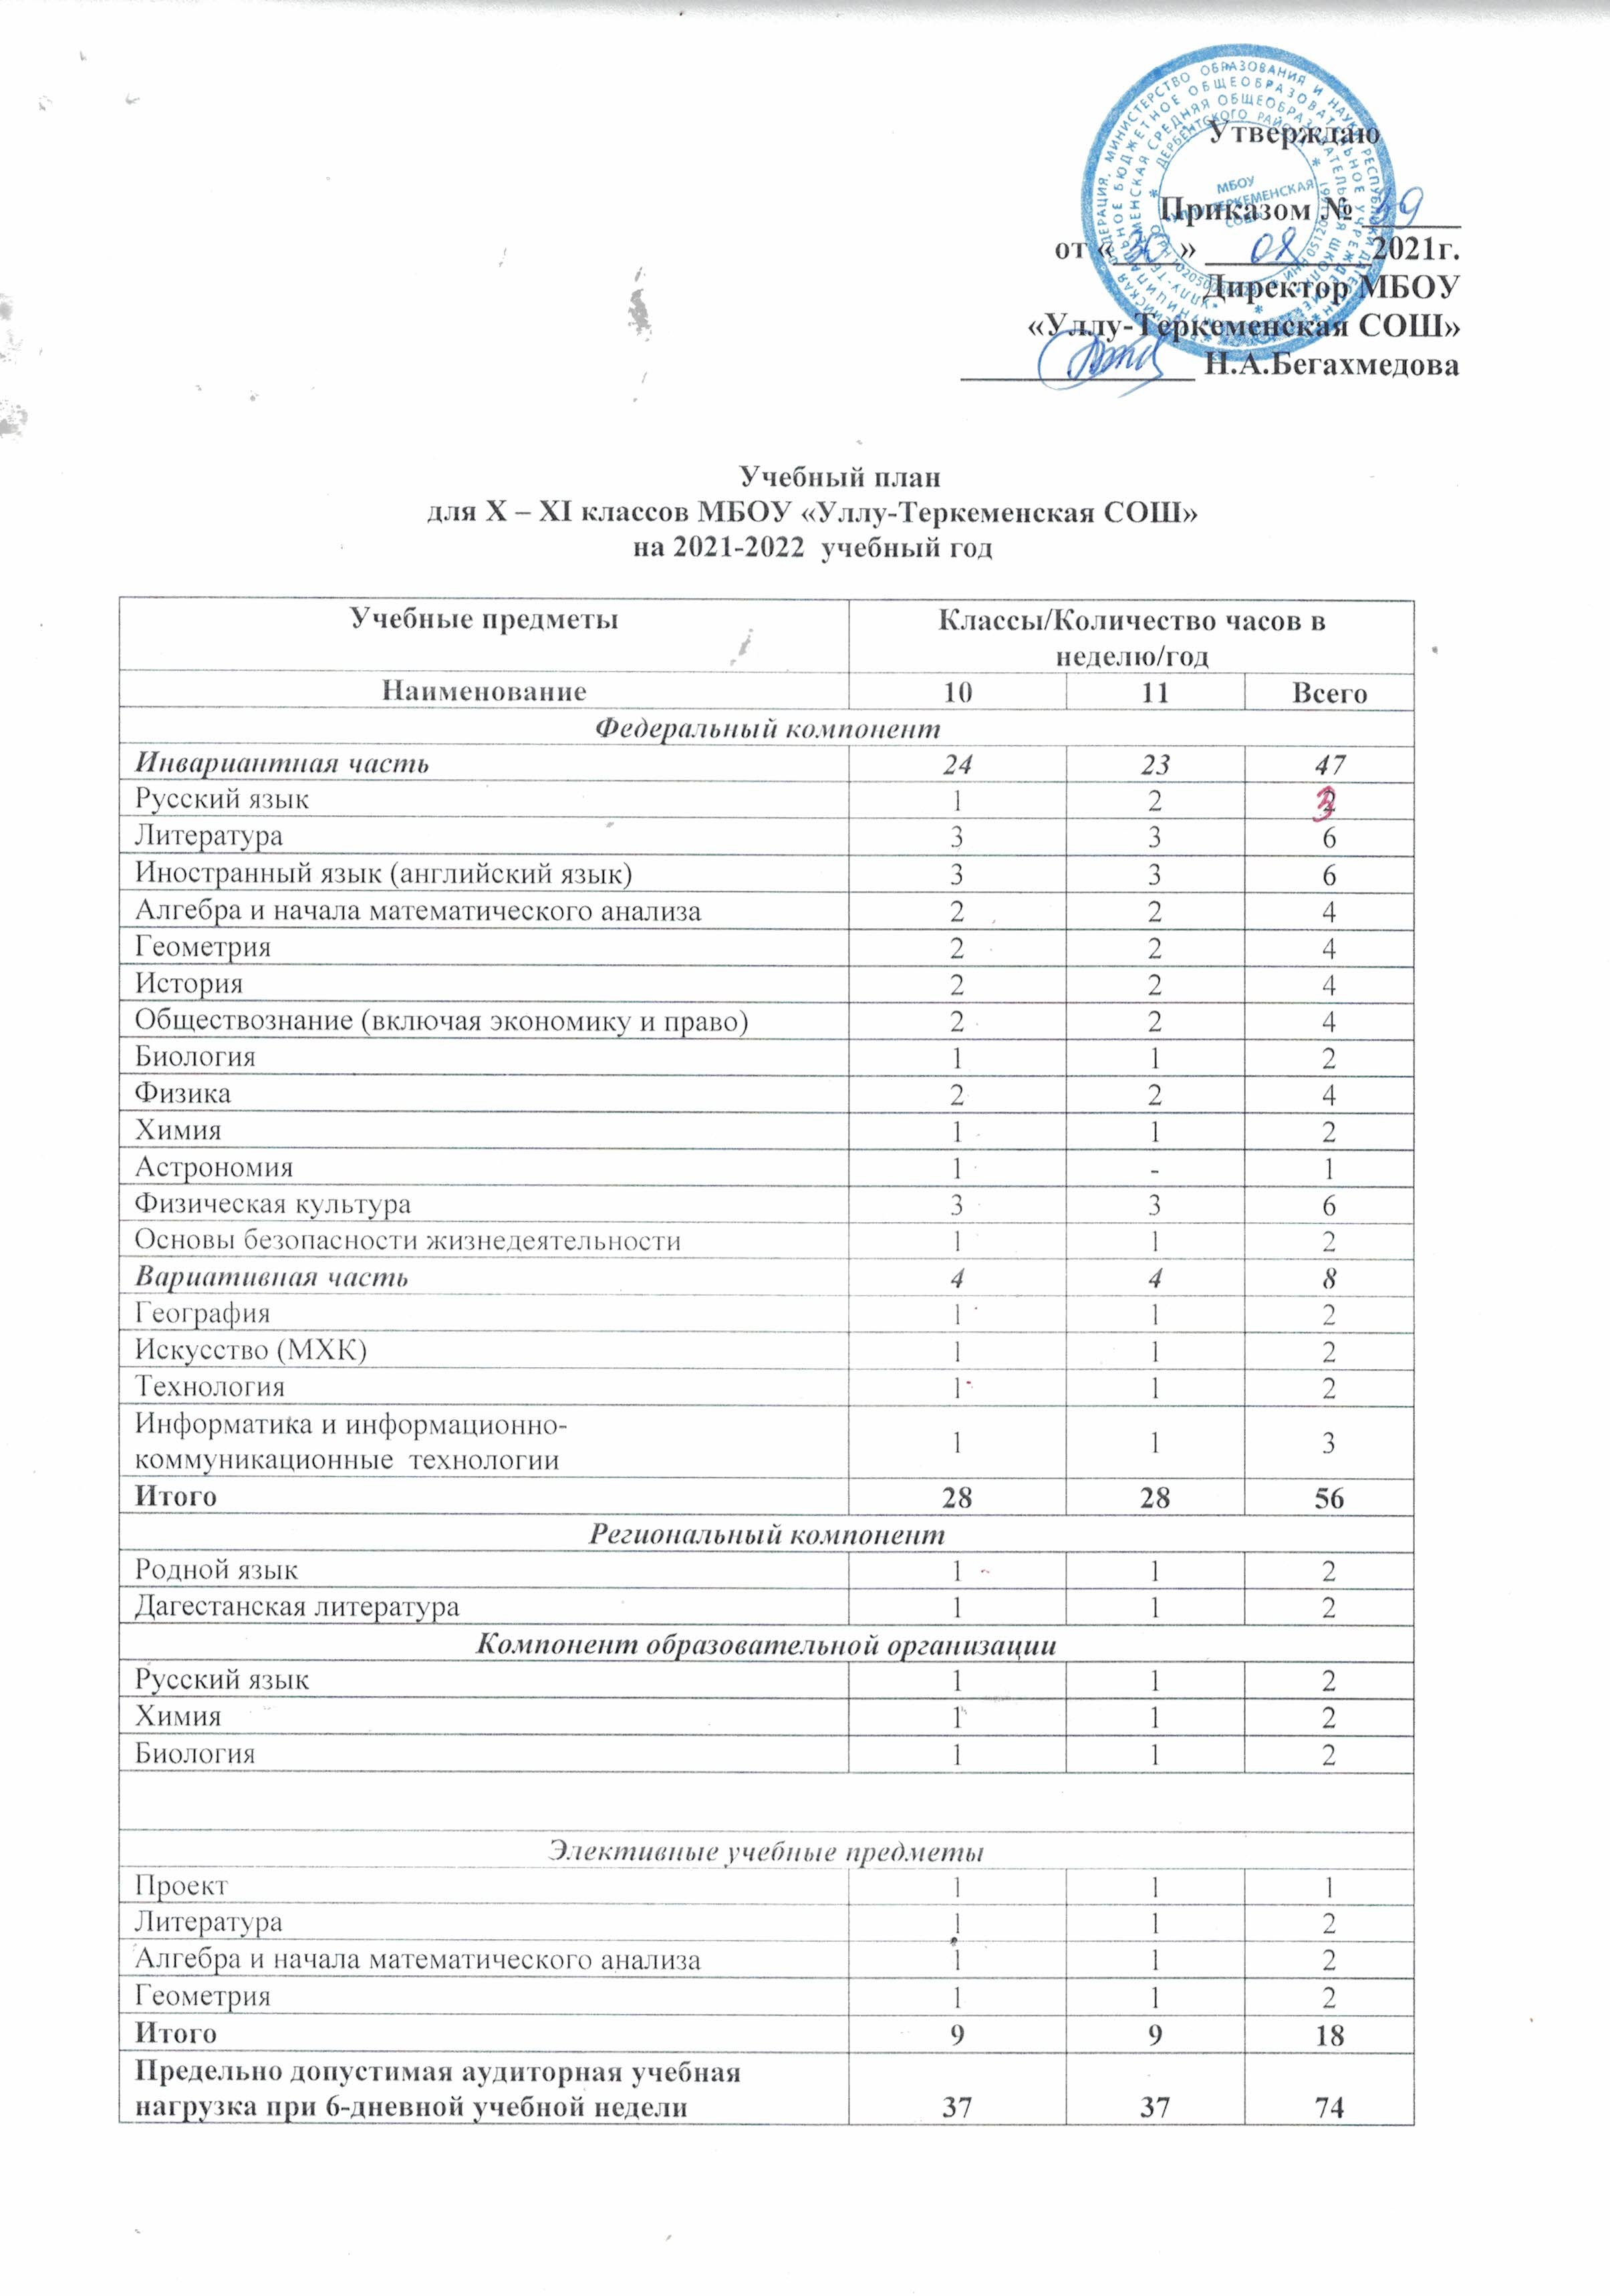 Утверждаю
Приказом № 39
от «30» 08 2021г.
Директор МБОУ
«Уллу-Теркеменская СОШ»
Н.А.Бегахмедова
МБОУ
Учебный план
для X – XI классов МБОУ «Уллу-Теркеменская СОШ»
на 2021-2022 учебный год
Учебные предметы Классы/Количество часов в
неделю/год
Наименование 10 11 Всего
Федеральный компонент
Инвариантная часть 24 23 47
Русский язык 1 2 3
Литература 3 3 6
Иностранный язык (английский язык) 3 3 6
Алгебра и начала математического анализа 2 2 4
Геометрия 2 2 4
История 2 2 4
Обществознание (включая экономику и право) 2 2 4
Биология 1 1 2
Физика 2 2 4
Химия 1 1 2
Астрономия 1 - 1
Физическая культура 3 3 6
Основы безопасности жизнедеятельности 1 1 2
Вариативная часть 4 4 8
География 1 1 2
Искусство (МХК) 1 1 2
Технология 1 1 2
Информатика и информационно-
коммуникационные технологии 1 1 3
Итого 28 28 56
Региональный компонент
Родной язык 1 1 2
Дагестанская литература 1 1 2
Компонент образовательной организации
Русский язык 1 1 2
Химия 1 1 2
Биология 1 1 2
Элективные учебные предметы
Проект 1 1 1
Литература 1 1 2
Алгебра и начала математического анализа 1 1 2
Геометрия 1 1 2
Итого 9 9 18
Предельно допустимая аудиторная учебная
нагрузка при 6-дневной учебной недели 37 37 74